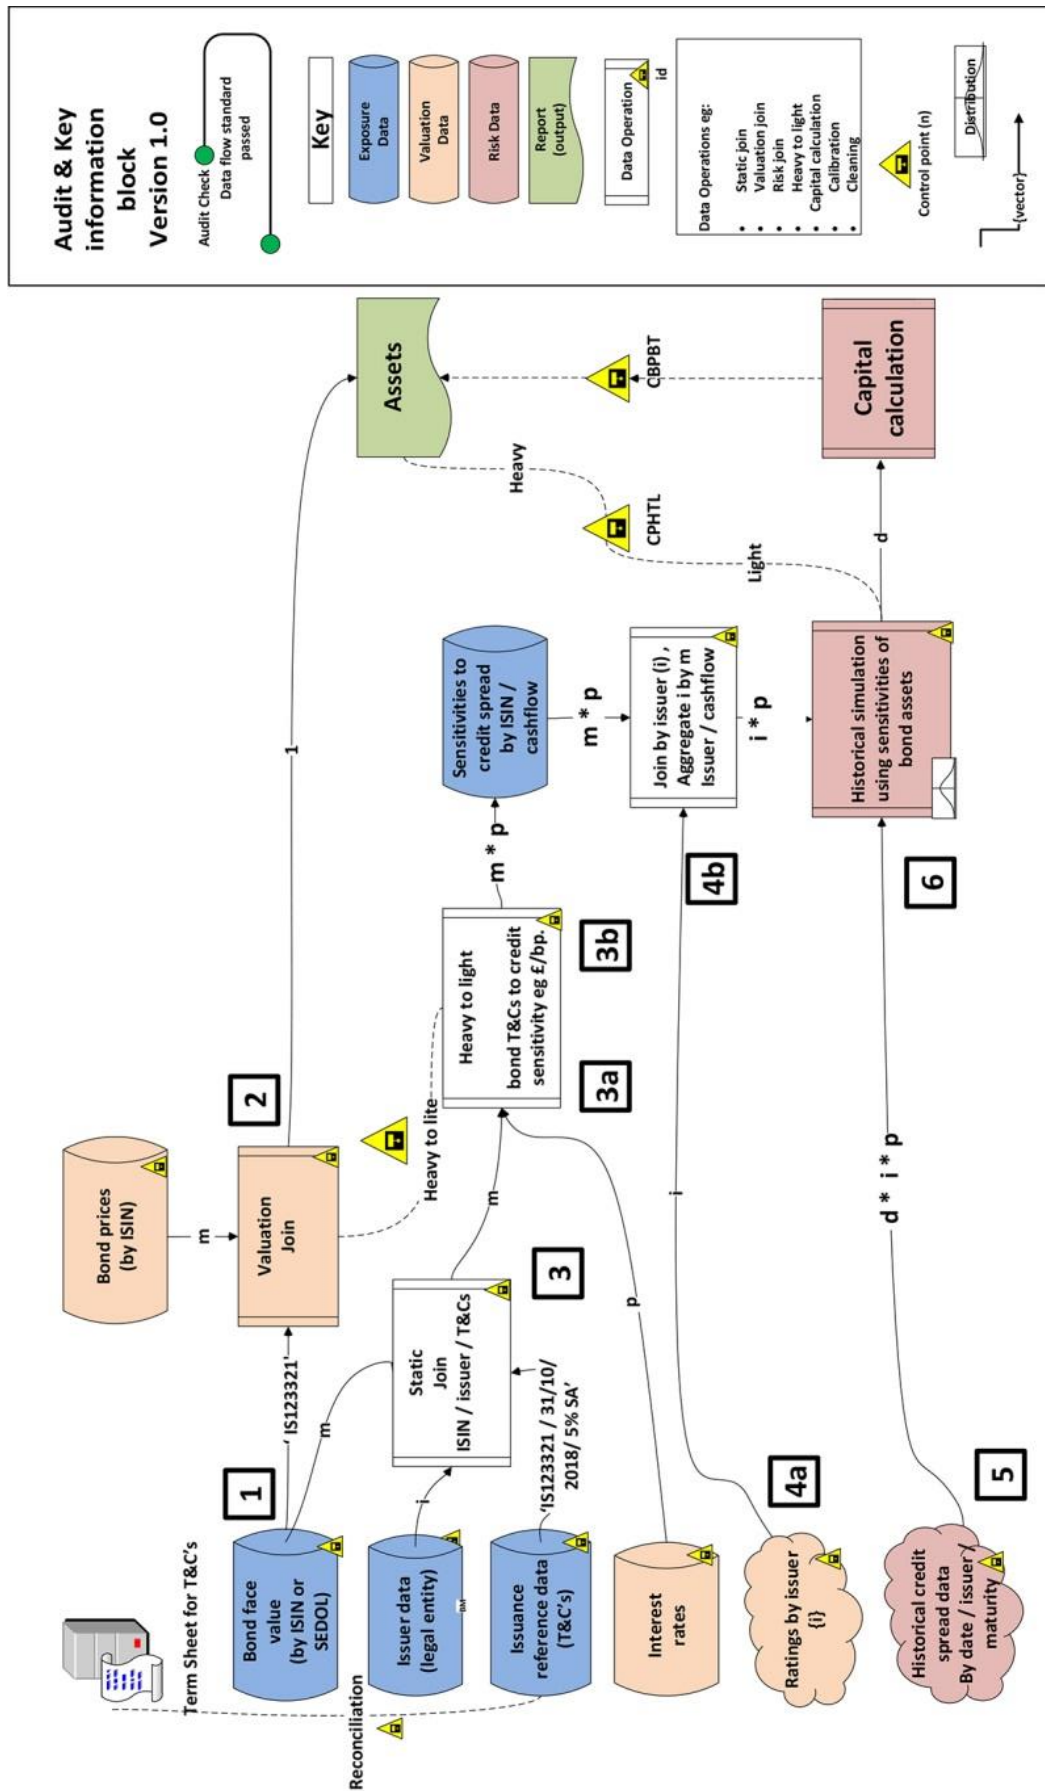 Term Sheet for T&C's
Reconciliation
Bond face
value
(by ISIN or
SEDOL)
Issuer data
(legal entity)
Issuance
reference data
(T&C's)
Interest
rates
Ratings by issuer
{i}
Historical credit
spread data
By date / issuer /
maturity
1
' IS123321'
m
i
'IS123321 / 31/10/
2018/ 5% SA'
4a
5
Bond prices
(by ISIN)
m
Valuation
Join
2
Static
Join
ISIN / issuer / T&Cs
3
Heavy to lite
m
p
i
d * i * p
Heavy to light
bond T&Cs to credit
sensitivity eg £/bp.
3a
3b
4b
6
1
m * p
Sensitivities to
credit spread
by ISIN /
cashflow
m * p
Join by issuer (i) ,
Aggregate i by m
Issuer / cashflow
i * p
Historical simulation
using sensitivities of
bond assets
Light
CPHTL
Heavy
d
Assets
CBPBT
Capital
calculation
Audit & Key
information
block
Version 1.0
Audit Check
Data flow standard
passed
Key
Exposure
Data
Valuation
Data
Risk Data
Report
(output)
Data Operation
id
Data Operations eg:
• Static join
• Valuation join
• Risk join
• Heavy to light
• Capital calculation
• Calibration
• Cleaning
Control point (n)
{vector}
Distribution